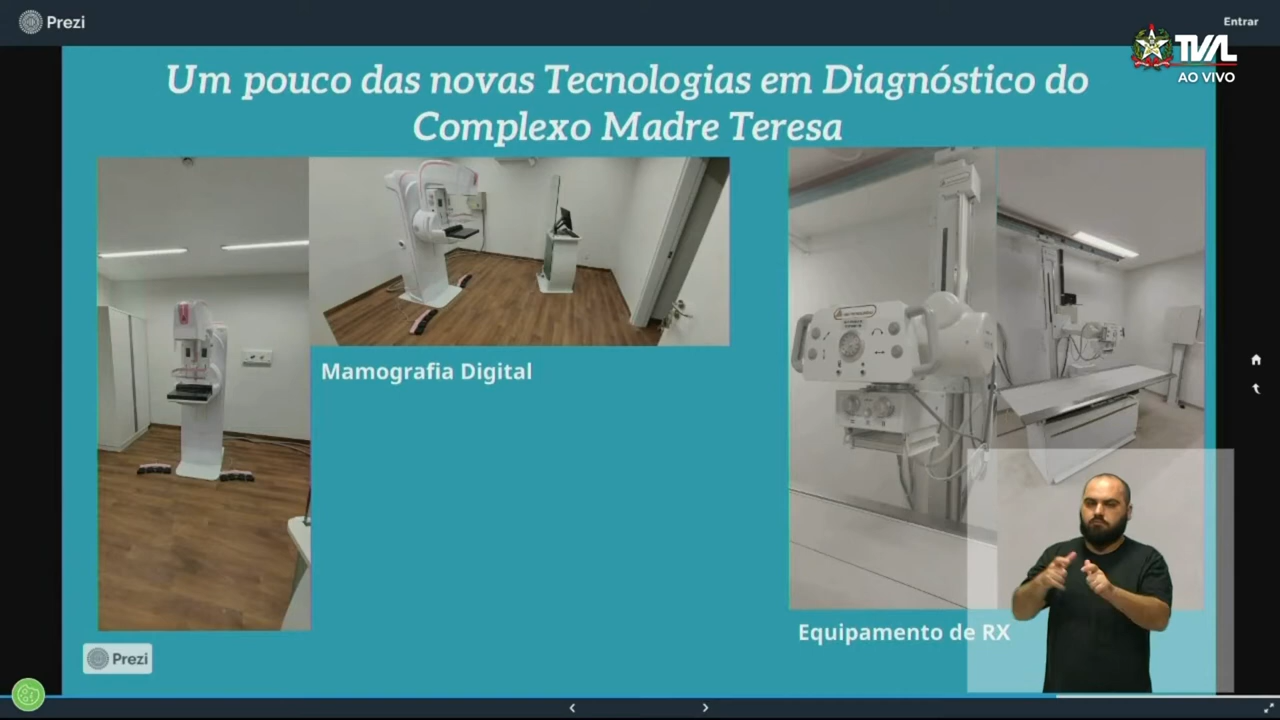 Prezi
Entrar
TVAL
AO VIVO
Um pouco das novas Tecnologias em Diagnóstico do
Complexo Madre Teresa
Mamografia Digital
Equipamento de RX
Prezi